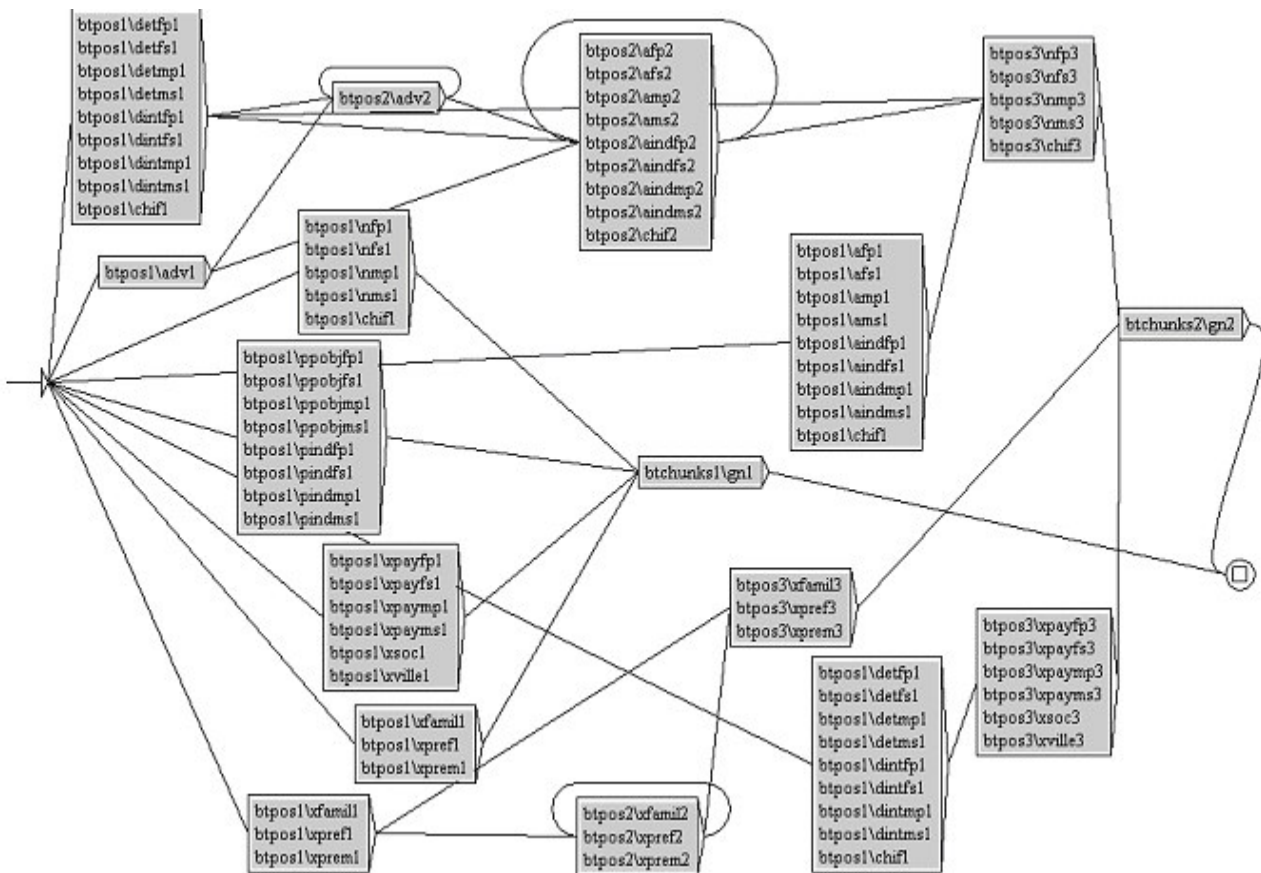 btpos1\detfp1
btpos1\detfs1
btpos1\detmp1
btpos1\detms1
btpos1\dintfp1
btpos1\dintfs1
btpos1\dintmp1
btpos1\dintms1
btpos1\chif1
btpos2\adv2
btpos2\afp2
btpos2\afs2
btpos2\amp2
btpos2\ams2
btpos2\aindfp2
btpos2\aindfs2
btpos2\aindmp2
btpos2\aindms2
btpos2\chif2
btpos3\nfp3
btpos3\nfs3
btpos3\nmp3
btpos3\nms3
btpos3\chif3
btpos1\adv1
btpos1\nfp1
btpos1\nfs1
btpos1\nmp1
btpos1\nms1
btpos1\chif1
btpos1\afp1
btpos1\afs1
btpos1\amp1
btpos1\ams1
btpos1\aindfp1
btpos1\aindfs1
btpos1\aindmp1
btpos1\aindms1
btpos1\chif1
btchunks2\gn2
btpos1\ppobjfp1
btpos1\ppobjfs1
btpos1\ppobjmp1
btpos1\ppobjms1
btpos1\pindfp1
btpos1\pindfs1
btpos1\pindmp1
btpos1\pindms1
btchunks1\gn1
btpos1\xpayfp1
btpos1\xpayfs1
btpos1\xpaymp1
btpos1\xpayms1
btpos1\xsoc1
btpos1\xville1
btpos3\xfamil3
btpos3\xpref3
btpos3\xprem3
btpos3\xpayfp3
btpos3\xpayfs3
btpos3\xpaymp3
btpos3\xpayms3
btpos3\xsoc3
btpos3\xville3
btpos1\detfp1
btpos1\detfs1
btpos1\detmp1
btpos1\detms1
btpos1\dintfp1
btpos1\dintfs1
btpos1\dintmp1
btpos1\dintms1
btpos1\chif1
btpos1\xfamil1
btpos1\xpref1
btpos1\xprem1
btpos1\xfamil1
btpos1\xpref1
btpos1\xprem1
btpos2\xfamil2
btpos2\xpref2
btpos2\xprem2